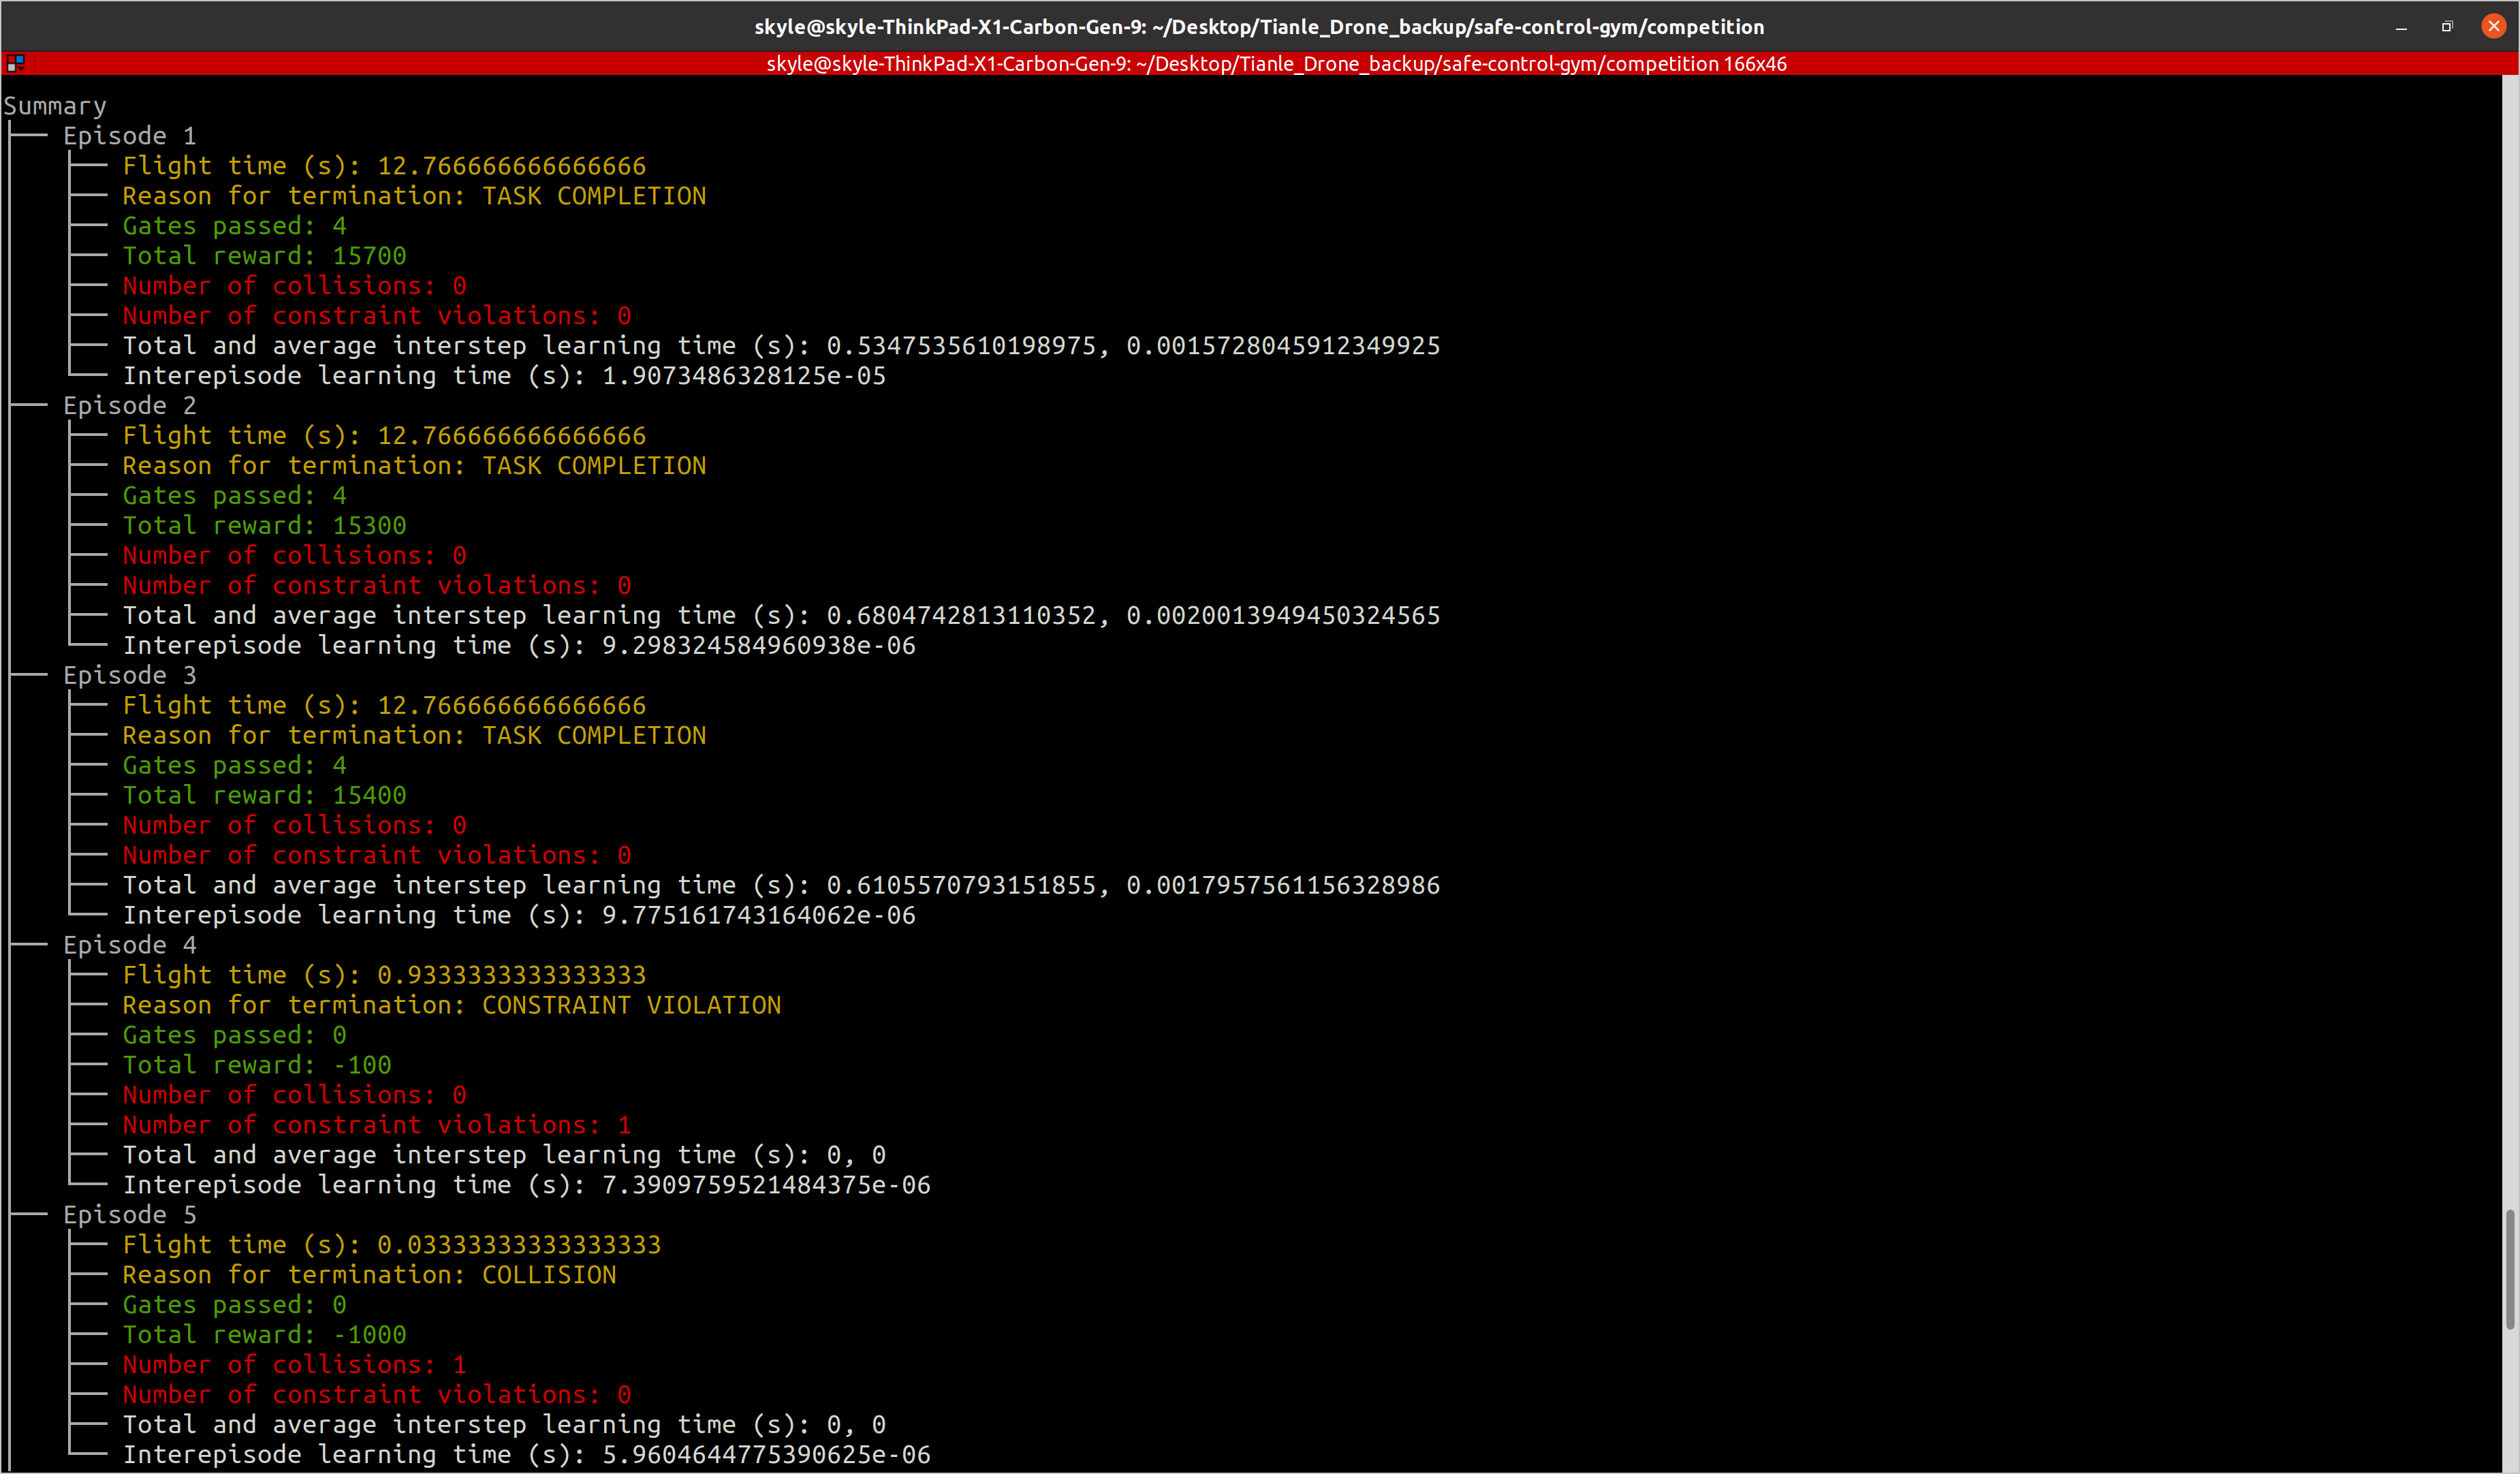 skyle@skyle-ThinkPad-X1-Carbon-Gen-9: ~/Desktop/Tianle_Drone_backup/safe-control-gym/competition
skyle@skyle-ThinkPad-X1-Carbon-Gen-9: ~/Desktop/Tianle_Drone_backup/safe-control-gym/competition 166x46
Summary
Episode 1
Flight time (s): 12.766666666666666
Reason for termination: TASK COMPLETION
Gates passed: 4
Total reward: 15700
Number of collisions: 0
Number of constraint violations: 0
Total and average interstep learning time (s): 0.5347535610198975, 0.0015728045912349925
Interepisode learning time (s): 1.9073486328125e-05
Episode 2
Flight time (s): 12.766666666666666
Reason for termination: TASK COMPLETION
Gates passed: 4
Total reward: 15300
Number of collisions: 0
Number of constraint violations: 0
Total and average interstep learning time (s): 0.6804742813110352, 0.0020013949450324565
Interepisode learning time (s): 9.298324584960938e-06
Episode 3
Flight time (s): 12.766666666666666
Reason for termination: TASK COMPLETION
Gates passed: 4
Total reward: 15400
Number of collisions: 0
Number of constraint violations: 0
Total and average interstep learning time (s): 0.6105570793151855, 0.0017957561156328986
Interepisode learning time (s): 9.775161743164062e-06
Episode 4
Flight time (s): 0.9333333333333333
Reason for termination: CONSTRAINT VIOLATION
Gates passed: 0
Total reward: -100
Number of collisions: 0
Number of constraint violations: 1
Total and average interstep learning time (s): 0, 0
Interepisode learning time (s): 7.3909759521484375e-06
Episode 5
Flight time (s): 0.03333333333333333
Reason for termination: COLLISION
Gates passed: 0
Total reward: -1000
Number of collisions: 1
Number of constraint violations: 0
Total and average interstep learning time (s): 0, 0
Interepisode learning time (s): 5.9604644775390625e-06